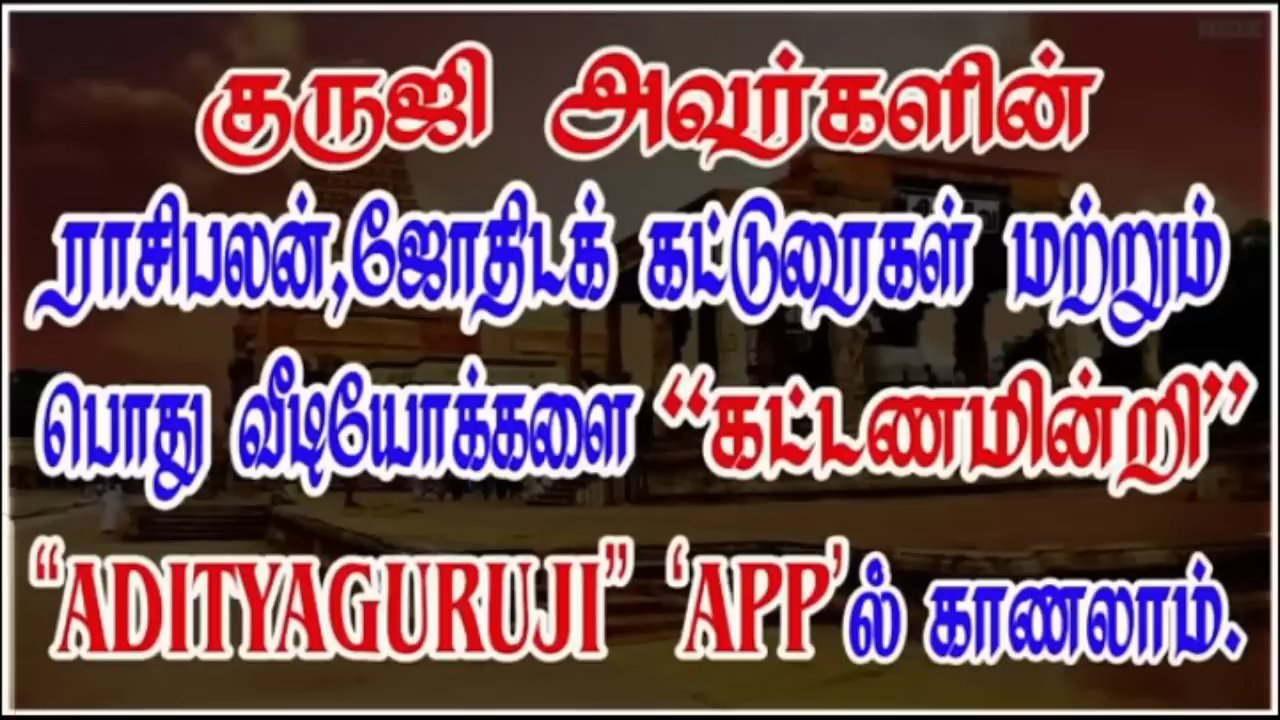 குருஜி அவர்களின்
ராசிபலன்,ஜோதிடக் கட்டுரைகள் மற்றும்
பொது வீடியோக்களை “கட்டணமின்றி”
“ADITYAGURUJI” ‘APP’ல் காணலாம்.